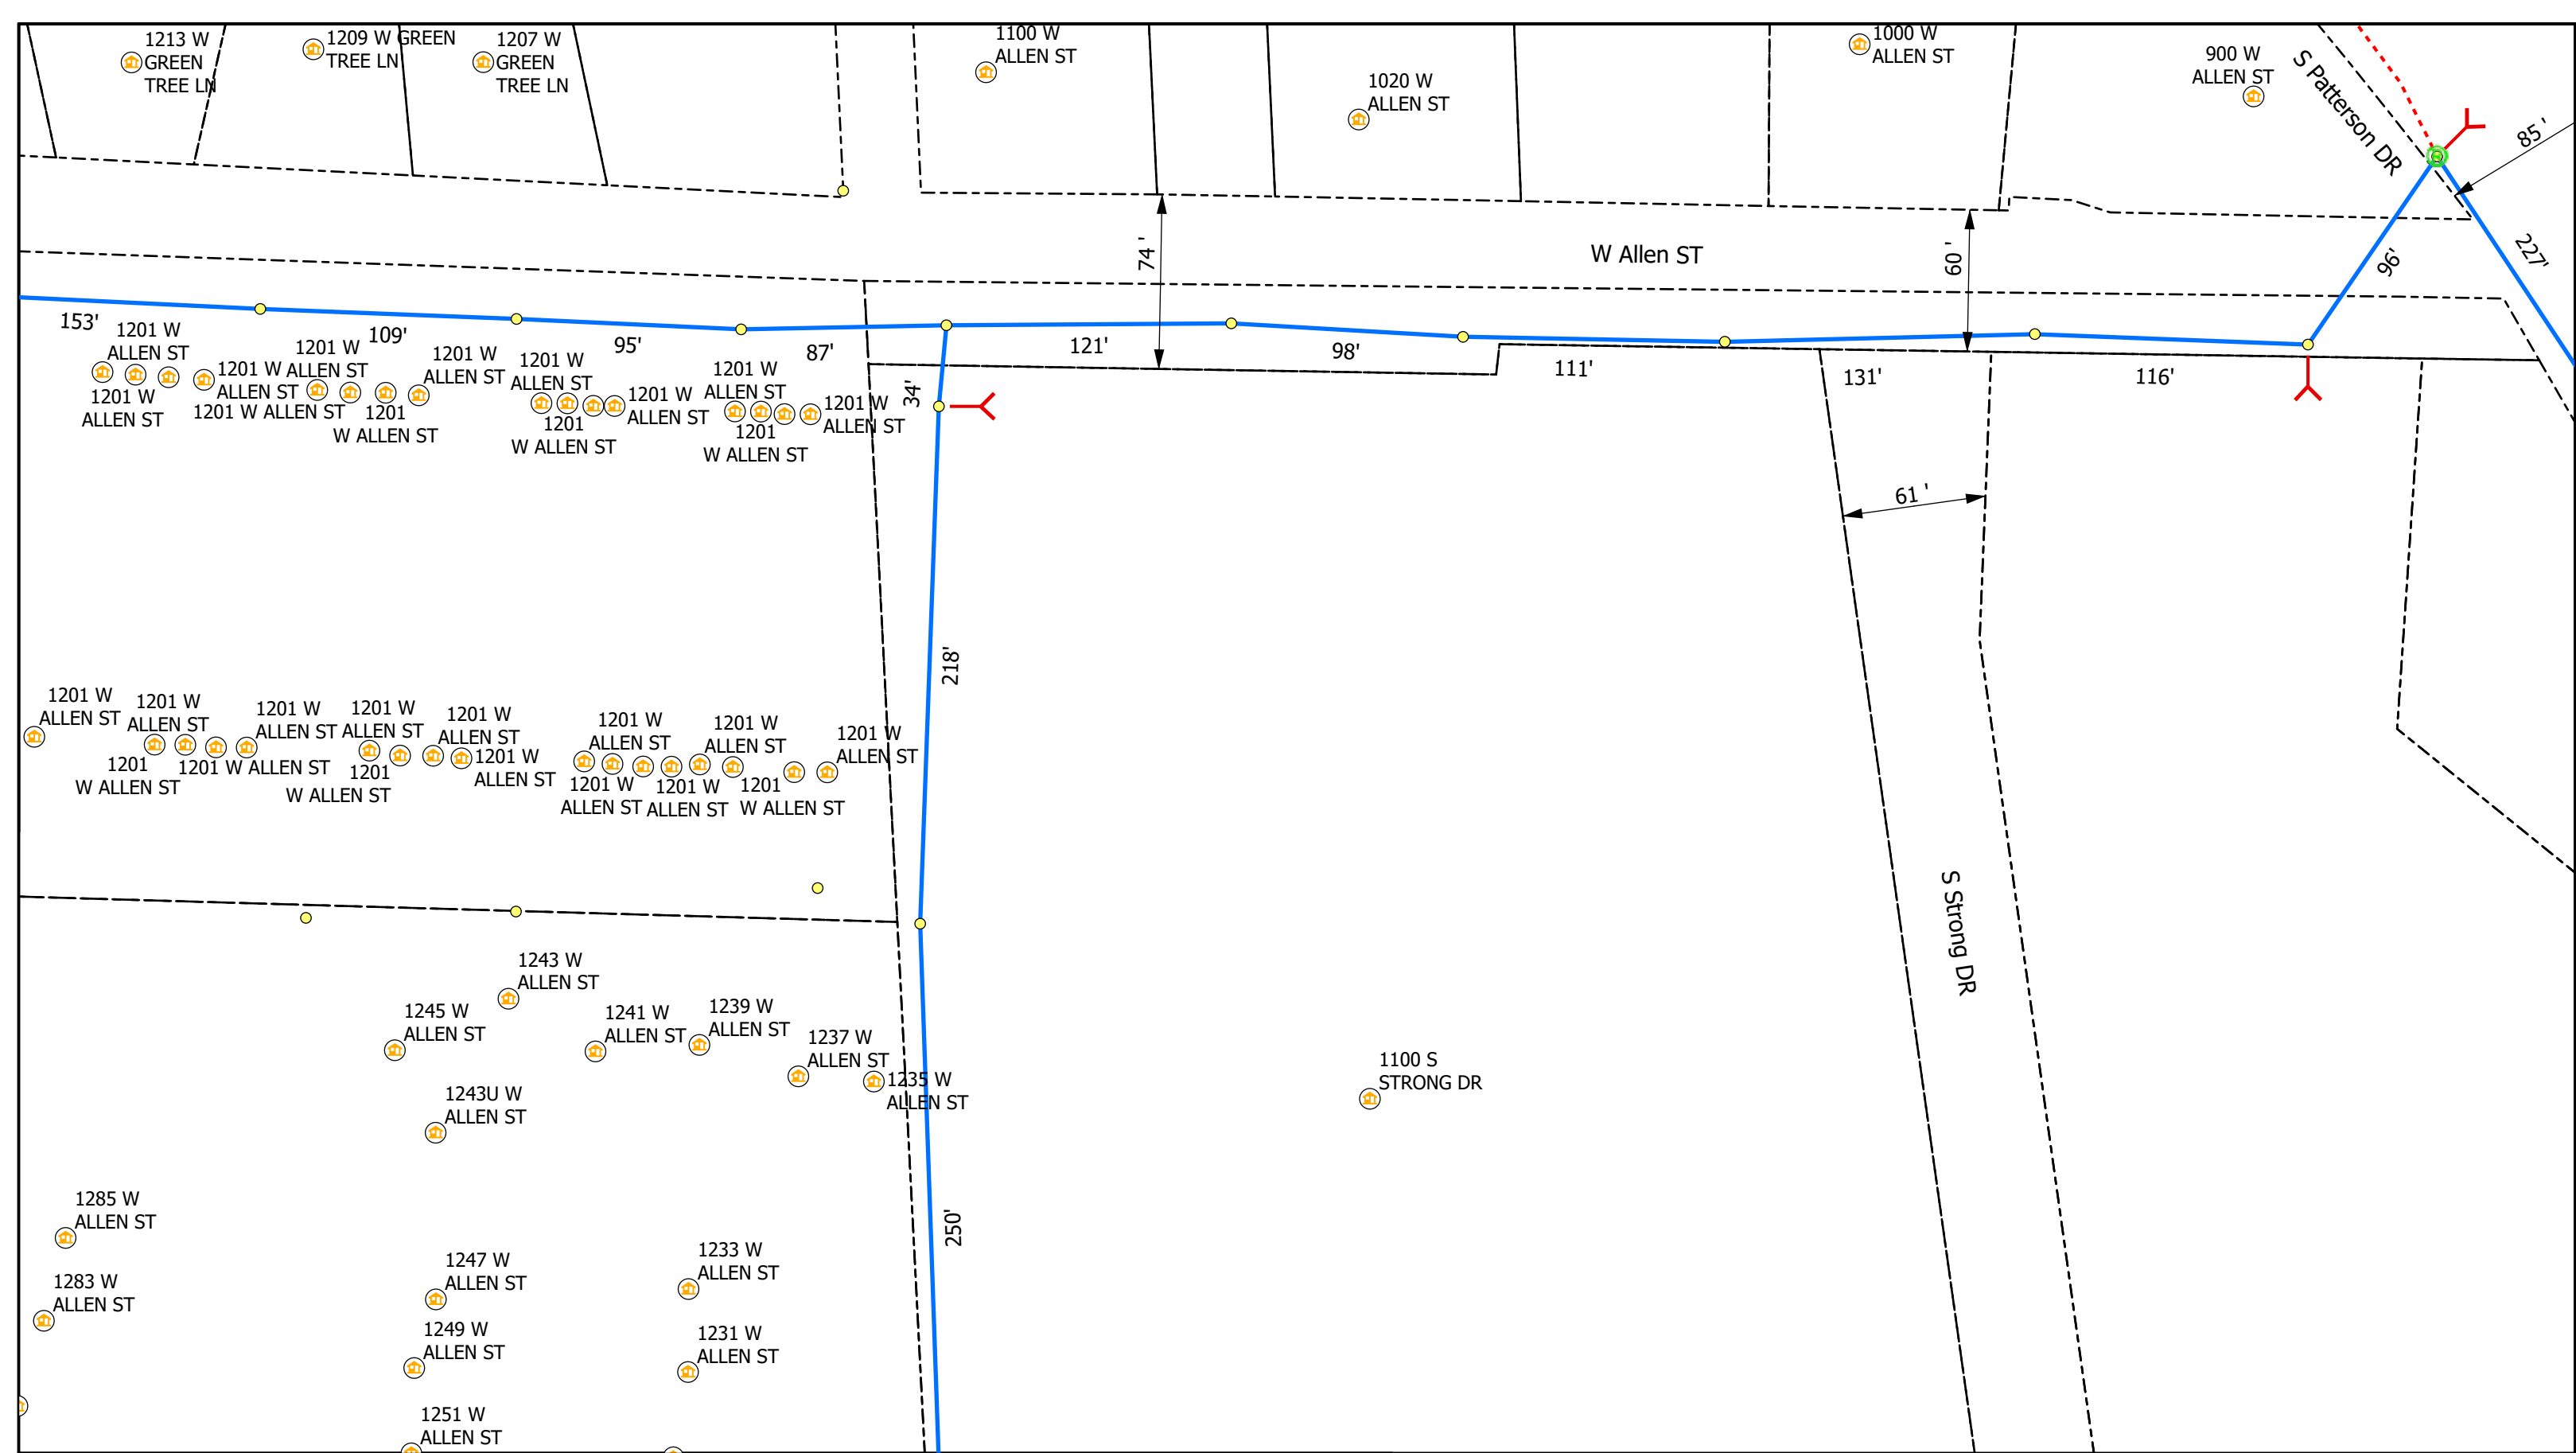 1213 W
GREEN
TREE LN
1209 W GREEN
TREE LN
1207 W
GREEN
TREE LN
1100 W
ALLEN ST
1020 W
ALLEN ST
1000 W
ALLEN ST
900 W
ALLEN ST
S Patterson DR
85 '
74 '
W Allen ST
60 '
96'
227'
153'
109'
95'
87'
121'
98'
111'
131'
116'
34'
1201 W
ALLEN ST
1201 W
ALLEN ST
1201 W
ALLEN ST
1201 W ALLEN ST
1201 W
ALLEN ST
1201
W ALLEN ST
1201 W
ALLEN ST
1201 W
ALLEN ST
1201
W ALLEN ST
1201 W
ALLEN ST
1201 W
ALLEN ST
1201
W ALLEN ST
1201 W
ALLEN ST
61 '
218'
1201 W
ALLEN ST
1201 W
ALLEN ST
1201
W ALLEN ST
1201 W
ALLEN ST
1201 W ALLEN ST
1201 W
ALLEN ST
1201
W ALLEN ST
1201 W
ALLEN ST
1201 W
ALLEN ST
1201 W
ALLEN ST
1201 W
ALLEN ST
1201 W
ALLEN ST
1201 W
ALLEN ST
1201
W ALLEN ST
1201 W
ALLEN ST
S Strong DR
1243 W
ALLEN ST
1245 W
ALLEN ST
1241 W
ALLEN ST
1239 W
ALLEN ST
1237 W
ALLEN ST
1235 W
ALLEN ST
1243U W
ALLEN ST
1100 S
STRONG DR
1285 W
ALLEN ST
250'
1283 W
ALLEN ST
1247 W
ALLEN ST
1233 W
ALLEN ST
1249 W
ALLEN ST
1231 W
ALLEN ST
1251 W
ALLEN ST